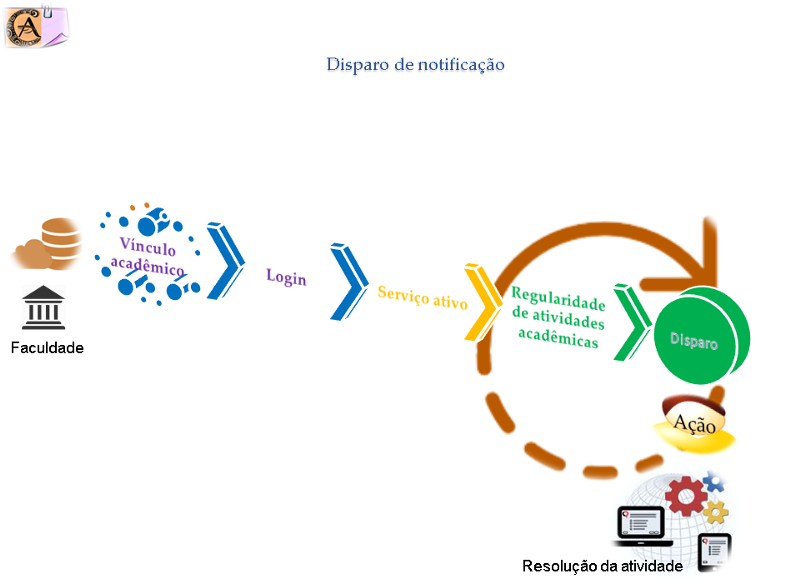 A
Disparo de notificação
Vínculo
acadêmico
Login
Serviço ativo
Regularidade
de atividades
acadêmicas
Disparo
Faculdade
Ação
Resolução da atividade